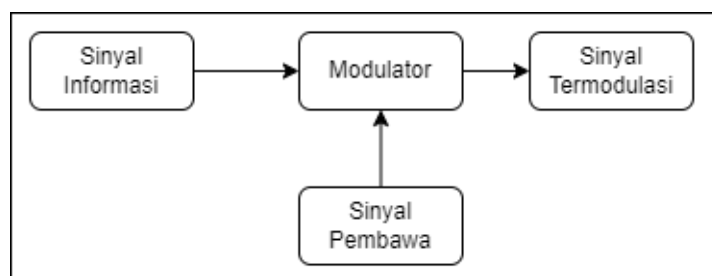 Sinyal
Informasi
Modulator
Sinyal
Termodulasi
Sinyal
Pembawa